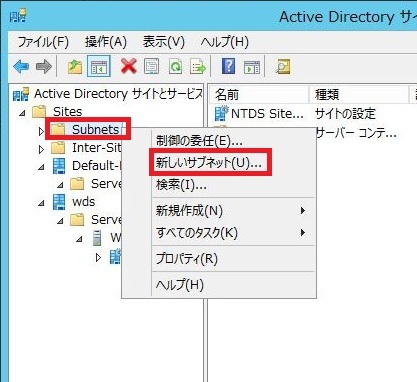 Active Directory サ
ファイル(F) 操作(A) 表示(V) ヘルプ(H)
Active Directory サイトとサービス
Sites
Subnets
Inter-Sit
Default-
Serve
wds
Serve
W
名前 種類
NTDS Site... サイトの設定
サーバー コンテ...
制御の委任(E)...
新しいサブネット(U)...
検索(I)...
新規作成(N)
すべてのタスク(K)
プロパティ(R)
ヘルプ(H)